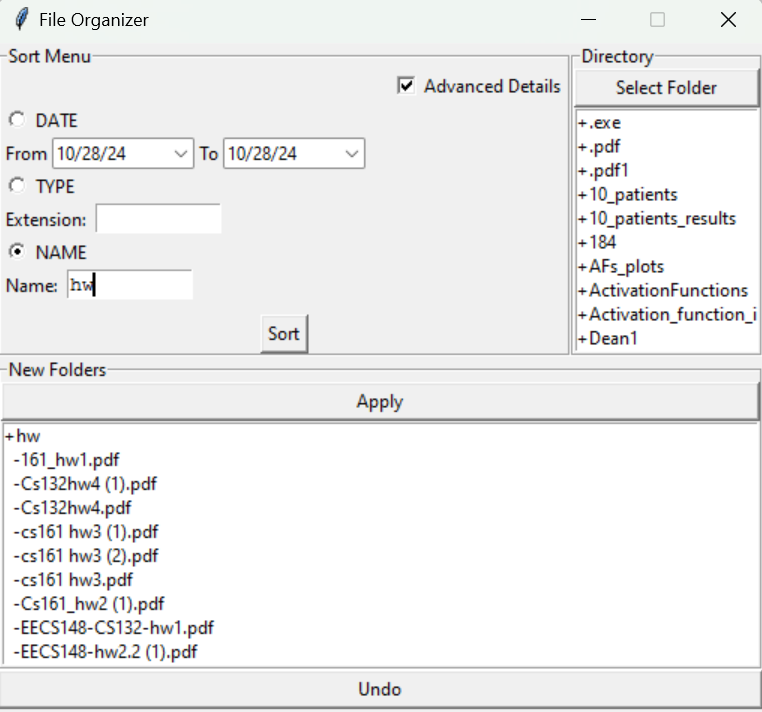 File Organizer
Sort Menu
Advanced Details
DATE
From 10/28/24 To 10/28/24
TYPE
Extension:
NAME
Name: hw
Sort
Directory
Select Folder
+.exe
+.pdf
+.pdf1
+10_patients
+10_patients_results
+184
+AFs_plots
+ActivationFunctions
+Activation_function_i
+Dean1
New Folders
Apply
+hw
-161_hw1.pdf
-Cs132hw4 (1).pdf
-Cs132hw4.pdf
-cs161 hw3 (1).pdf
-cs161 hw3 (2).pdf
-cs161 hw3.pdf
-Cs161_hw2 (1).pdf
-EECS148-CS132-hw1.pdf
-EECS148-hw2.2 (1).pdf
Undo